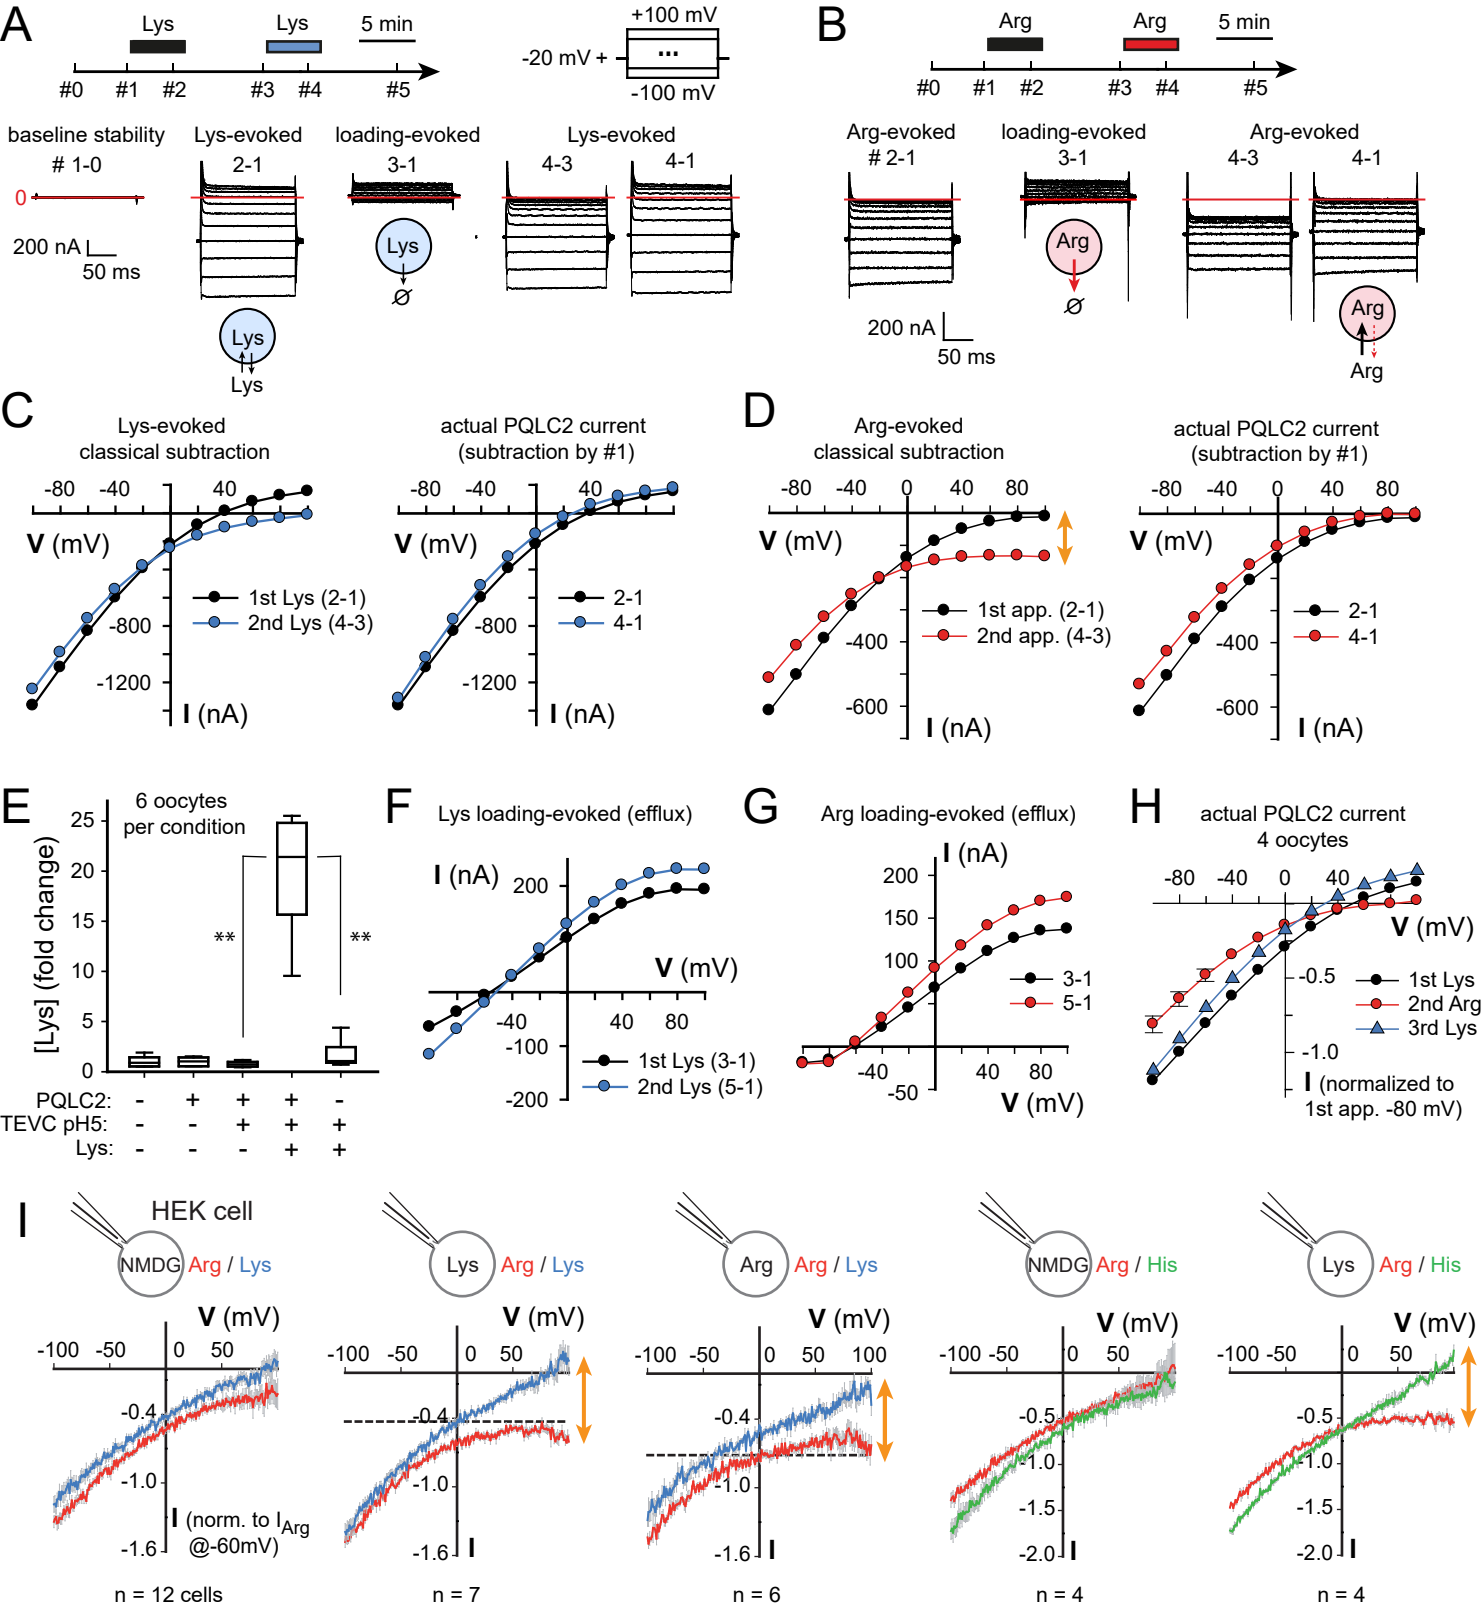 A
Lys
Lys
5 min
#0 #1 #2 #3 #4 #5
+100 mV
-20 mV +
...
-100 mV
baseline stability
# 1-0
Lys-evoked
2-1
loading-evoked
3-1
Lys-evoked
4-3
4-1
0
200 nA
50 ms
Lys
Ø
Lys
Lys
B
Arg
Arg
5 min
#0 #1 #2 #3 #4 #5
Arg-evoked
# 2-1
loading-evoked
3-1
Arg-evoked
4-3
4-1
Arg
Ø
200 nA
50 ms
Arg
Arg
C
Lys-evoked
classical subtraction
-80 40
V (mV)
1st Lys (2-1)
2nd Lys (4-3)
-800
-1200
I (nA)
actual PQLC2 current
(subtraction by #1)
-80 40
V (mV)
2-1
4-1
-800
-1200
I (nA)
D
Arg-evoked
classical subtraction
-80 -40 0 40 80
V (mV)
1st app. (2-1)
2nd app. (4-3)
-400
-600
I (nA)
actual PQLC2 current
(subtraction by #1)
-80 -40 0 40 80
V (mV)
2-1
4-1
-400
-600
I (nA)
E
6 oocytes
per condition
[Lys] (fold change)
25
20
15
10
5
0
**
**
PQLC2: - + + + -
TEVC pH5: - - + + +
Lys: - - - + +
F
Lys loading-evoked (efflux)
I (nA)
200
V (mV)
-40 40 80
-100
-200
1st Lys (3-1)
2nd Lys (5-1)
G
Arg loading-evoked (efflux)
I (nA)
200
150
100
3-1
5-1
-40 40 80
-50
V (mV)
H
actual PQLC2 current
4 oocytes
-80 -40 0 40
V (mV)
-0.5
-1.0
1st Lys
2nd Arg
3rd Lys
I (normalized to
1st app. -80 mV)
I
HEK cell
NMDG Arg / Lys
V (mV)
-100 -50 0 50
-0.4
-1.0
-1.6
I (norm. to IArg
@-60mV)
n = 12 cells
Lys Arg / Lys
V (mV)
-100 -50 0 50
-0.4
-1.0
-1.6
I
n = 7
Arg Arg / Lys
V (mV)
-100 -50 0 50 100
-0.4
-1.0
-1.6
I
n = 6
NMDG Arg / His
V (mV)
-100 -50 0 50
-0.5
-1.0
-1.5
-2.0
I
n = 4
Lys Arg / His
V (mV)
-100 -50 0 50
-0.5
-1.0
-1.5
-2.0
I
n = 4